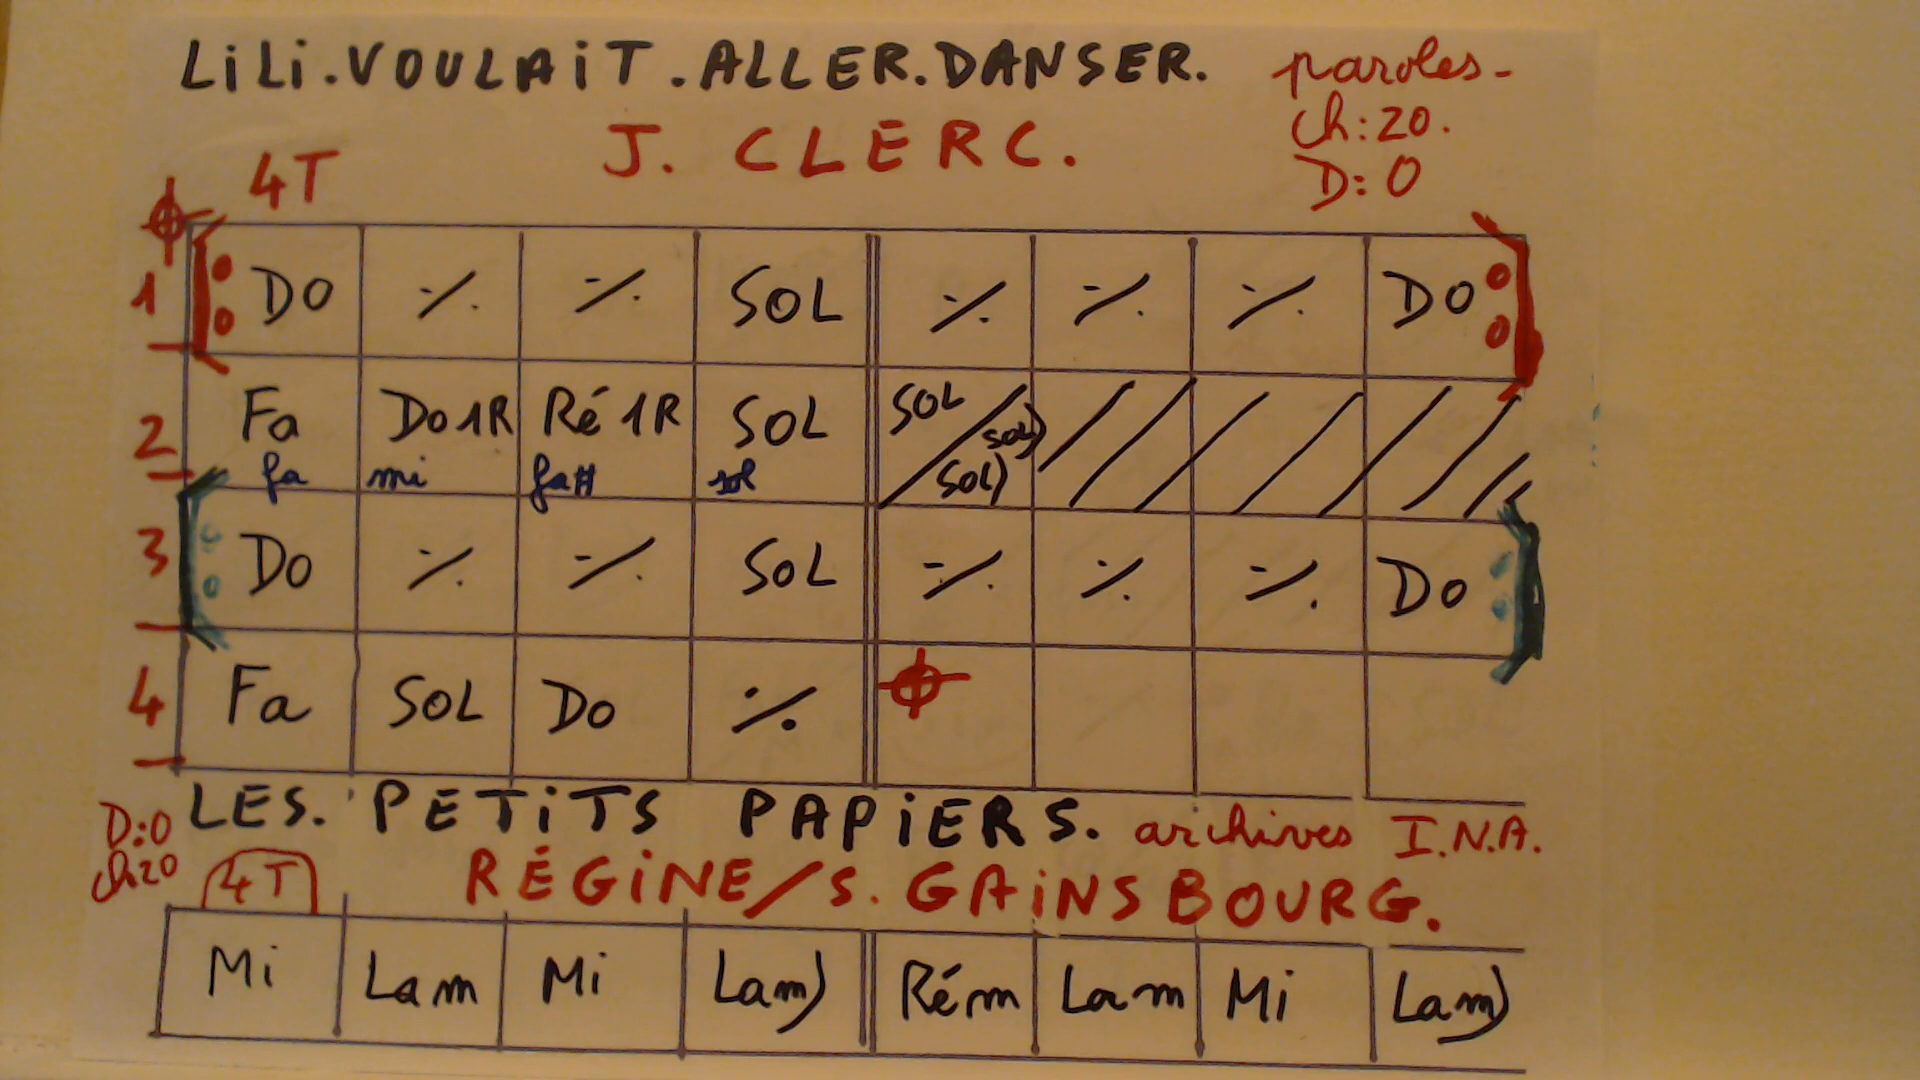 LiLi.VOULAiT.ALLER.DANSER.
paroles-
J. CLERC.
ch:20.
4T
D: 0
1 DO ٪ ٪ SOL ٪ ٪ ٪ DO
2 Fa Do 1R Ré 1R SOL SOL SOL) SOL)
fa mi fa# sol
3 Do ٪ ٪ SOL ٪ ٪ ٪ Do
4 Fa SOL Do ٪
LES. PETiTS PAPiERS. archives I.N.A.
D:0
ch20
4T
RÉGiNE/S. GAiNSBOURG.
Mi Lam Mi Lam) Rém Lam Mi Lam)